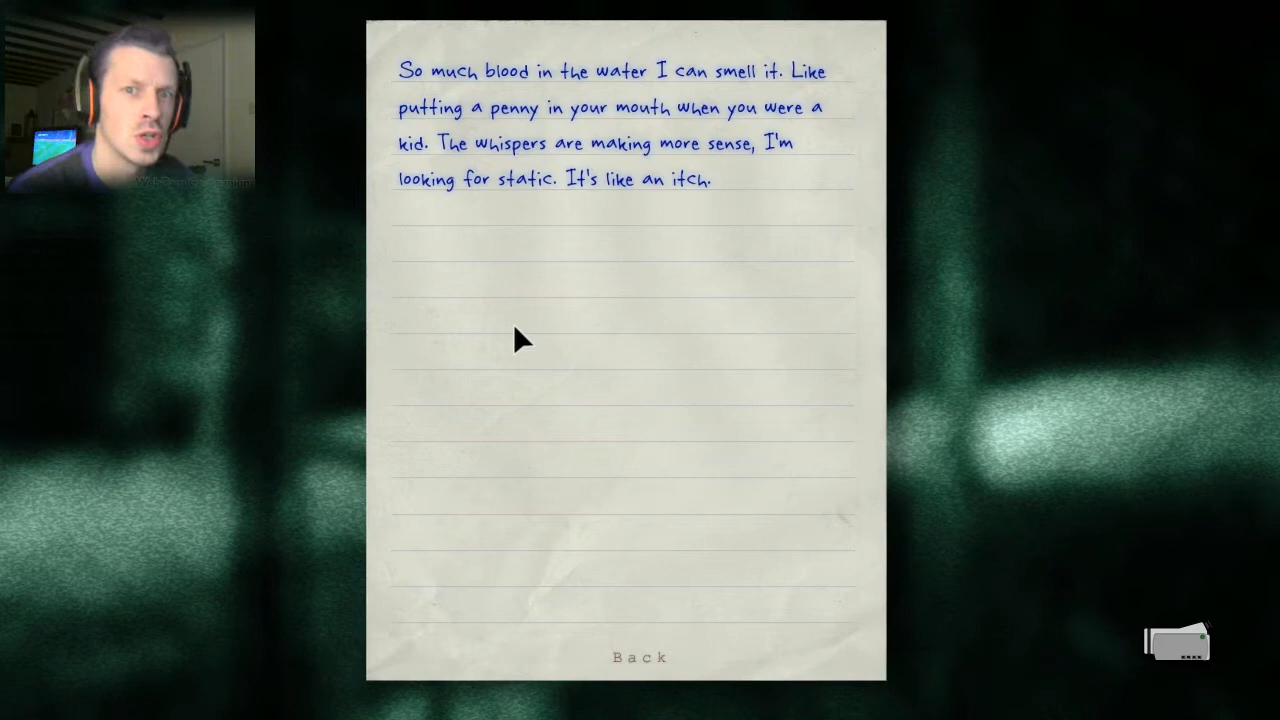 So much blood in the water I can smell it. Like
putting a penny in your mouth when you were a
kid. The whispers are making more sense, I'm
looking for static. It's like an itch.
Back